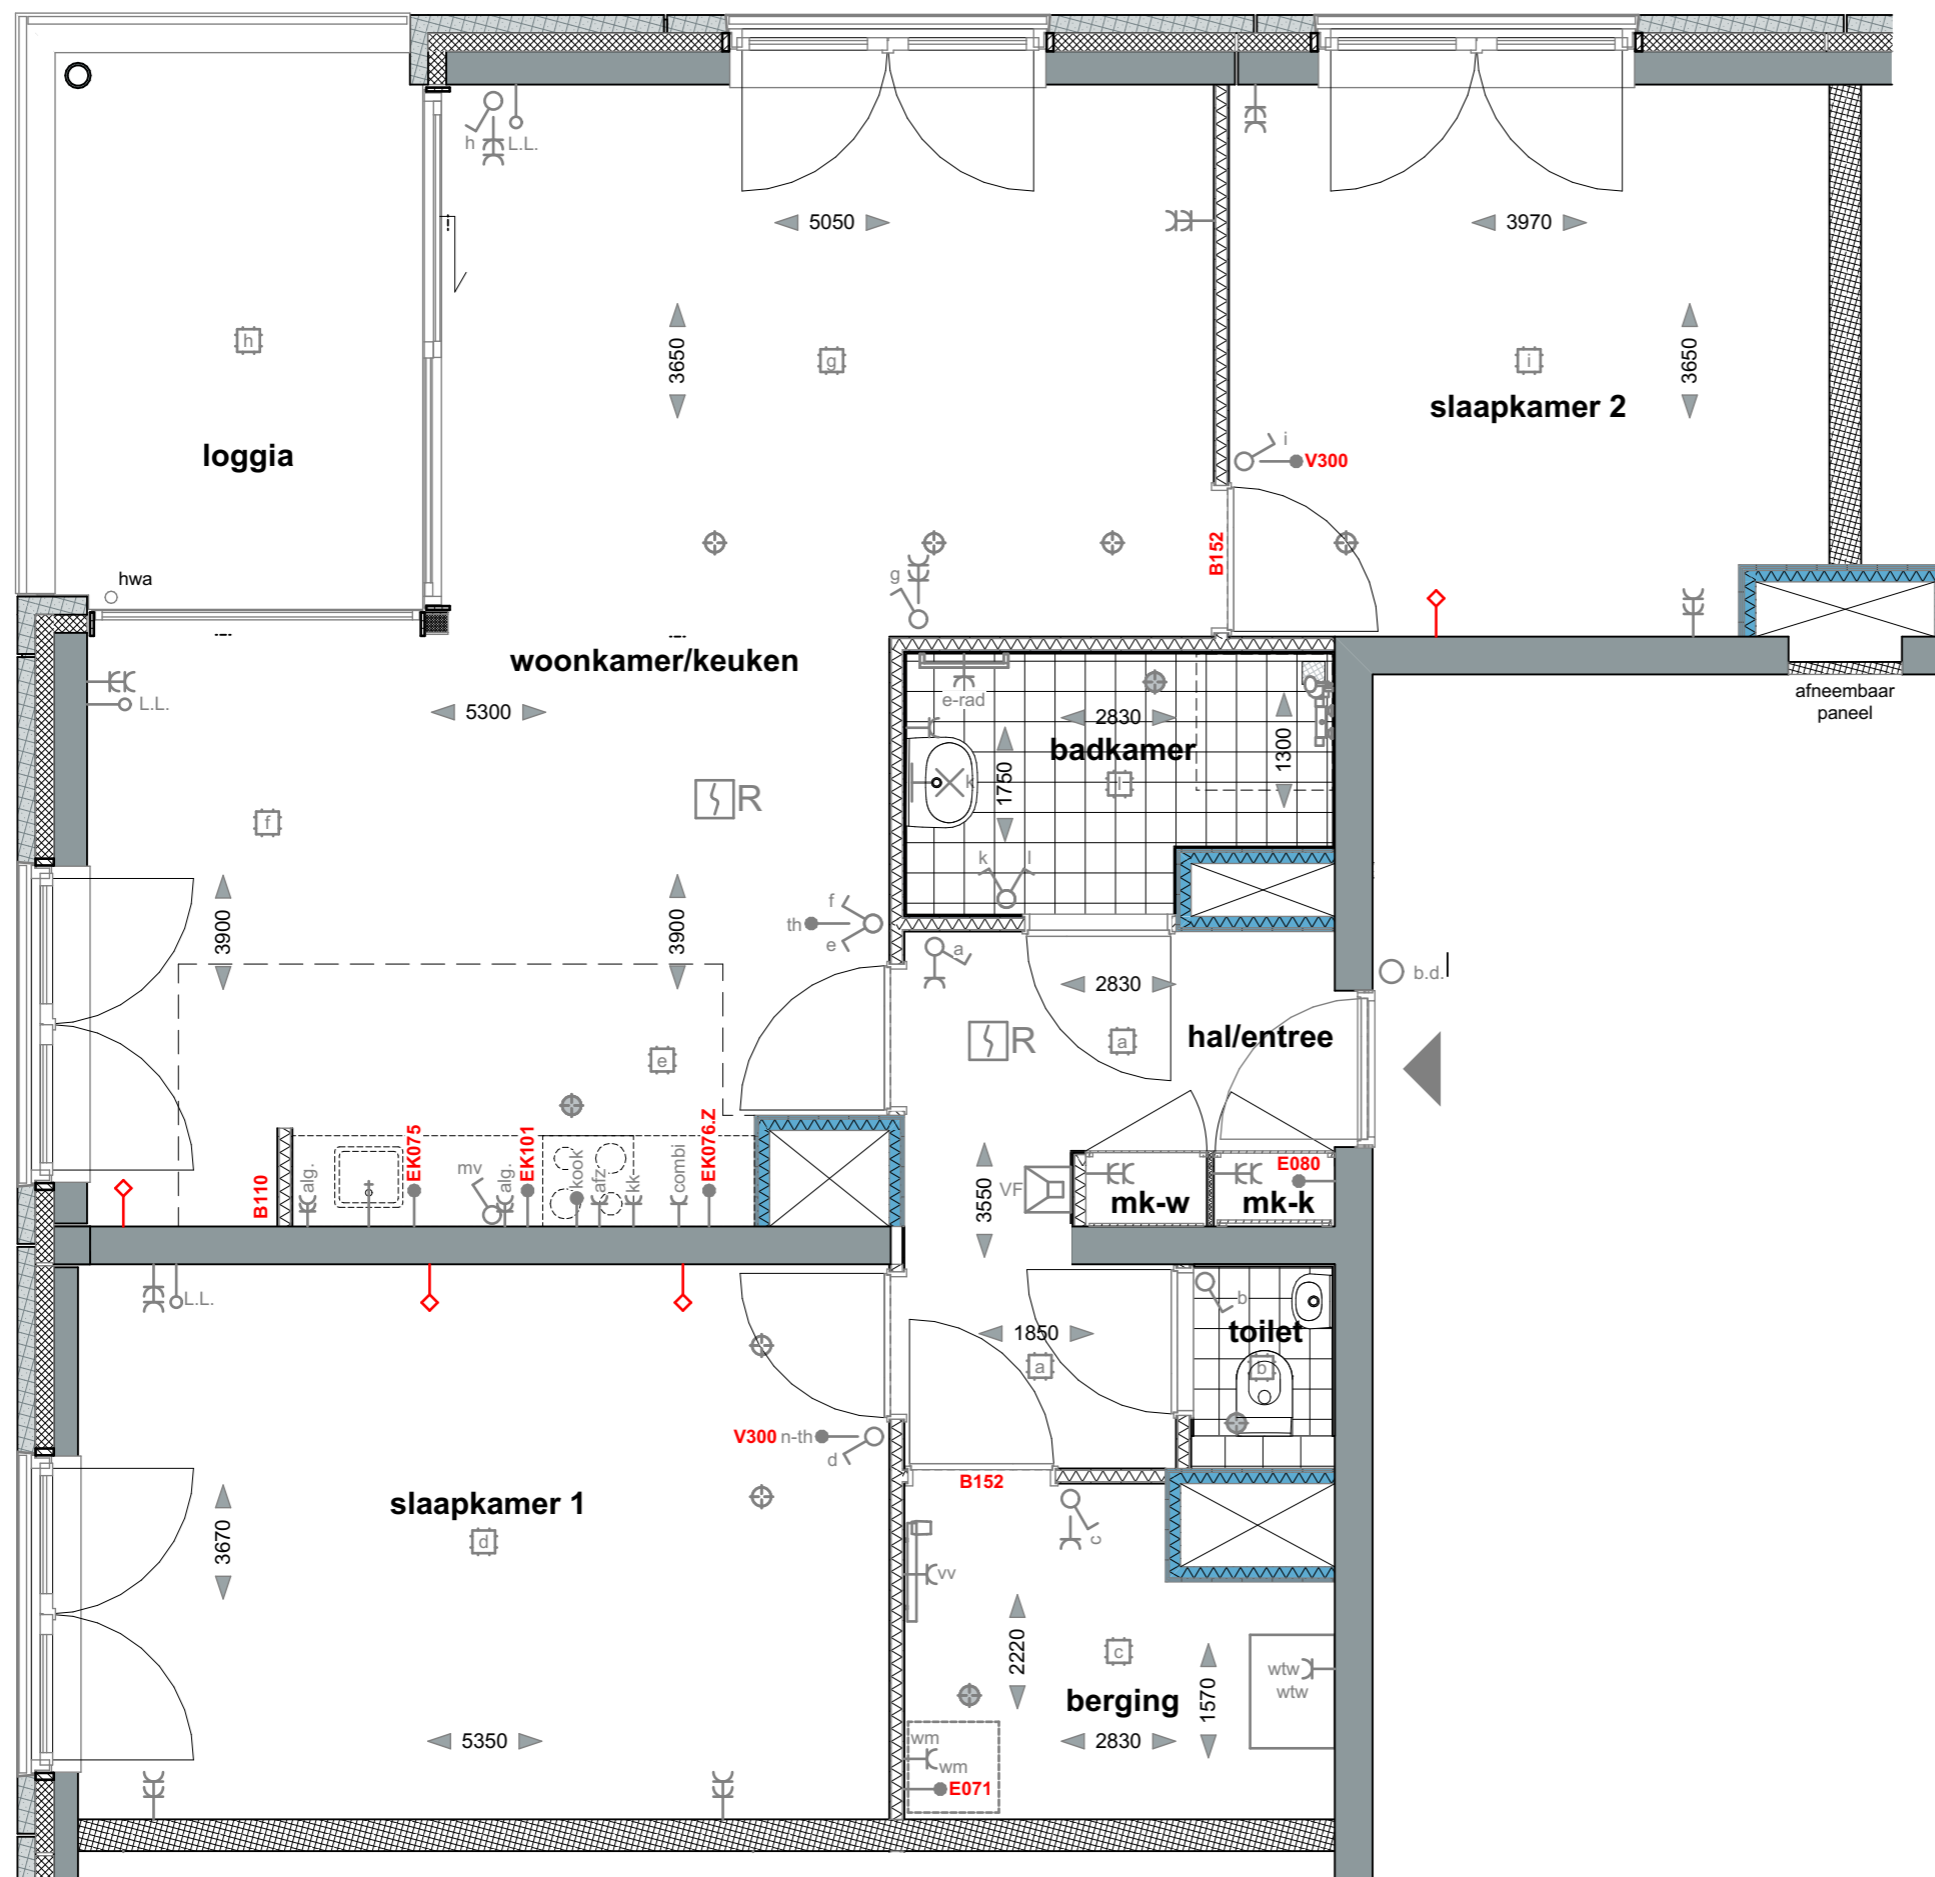 h
L.L.
5050
3970
3650
3650
h
g
i
slaapkamer 2
loggia
i
V300
B152
hwa
g
woonkamer/keuken
L.L.
5300
e-rad
2830
badkamer
1750
1300
k
afneembaar
paneel
R
f
k
l
3900
3900
f
th
e
a
2830
b.d.
hal/entree
R
a
e
EK075
EK101
EK076.Z
B110
alg.
mv
alg.
kook
afz
kk
combi
3550
VF
E080
mk-w
mk-k
L.L.
b
toilet
1850
a
b
V300 n-th
d
B152
slaapkamer 1
d
3670
c
vv
2220
c
berging
1570
wtw
wtw
5350
2830
wm
wm
E071